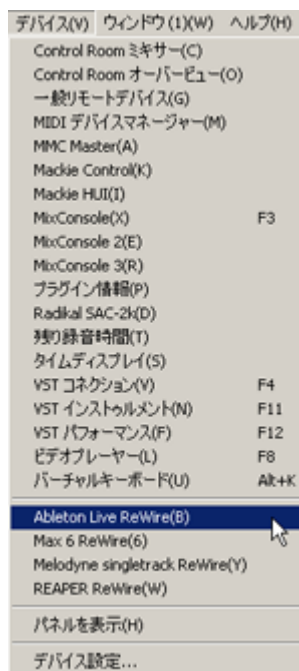 デバイス(V) ウィンドウ(1)(W) ヘルプ(H)
Control Room ミキサー(C)
Control Room オーバービュー(O)
一般リモートデバイス(G)
MIDI デバイスマネージャー(M)
MMC Master(A)
Mackie Control(K)
Mackie HUI(I)
MixConsole(X) F3
MixConsole 2(E)
MixConsole 3(R)
プラグイン情報(P)
Radikal SAC-2k(D)
残り録音時間(T)
タイムディスプレイ(S)
VST コネクション(V) F4
VST インストゥルメント(N) F11
VST パフォーマンス(F) F12
ビデオプレーヤー(L) F8
バーチャルキーボード(U) Alt+K
Ableton Live ReWire(B)
Max 6 ReWire(6)
Melodyne singletrack ReWire(Y)
REAPER ReWire(W)
パネルを表示(H)
デバイス設定...